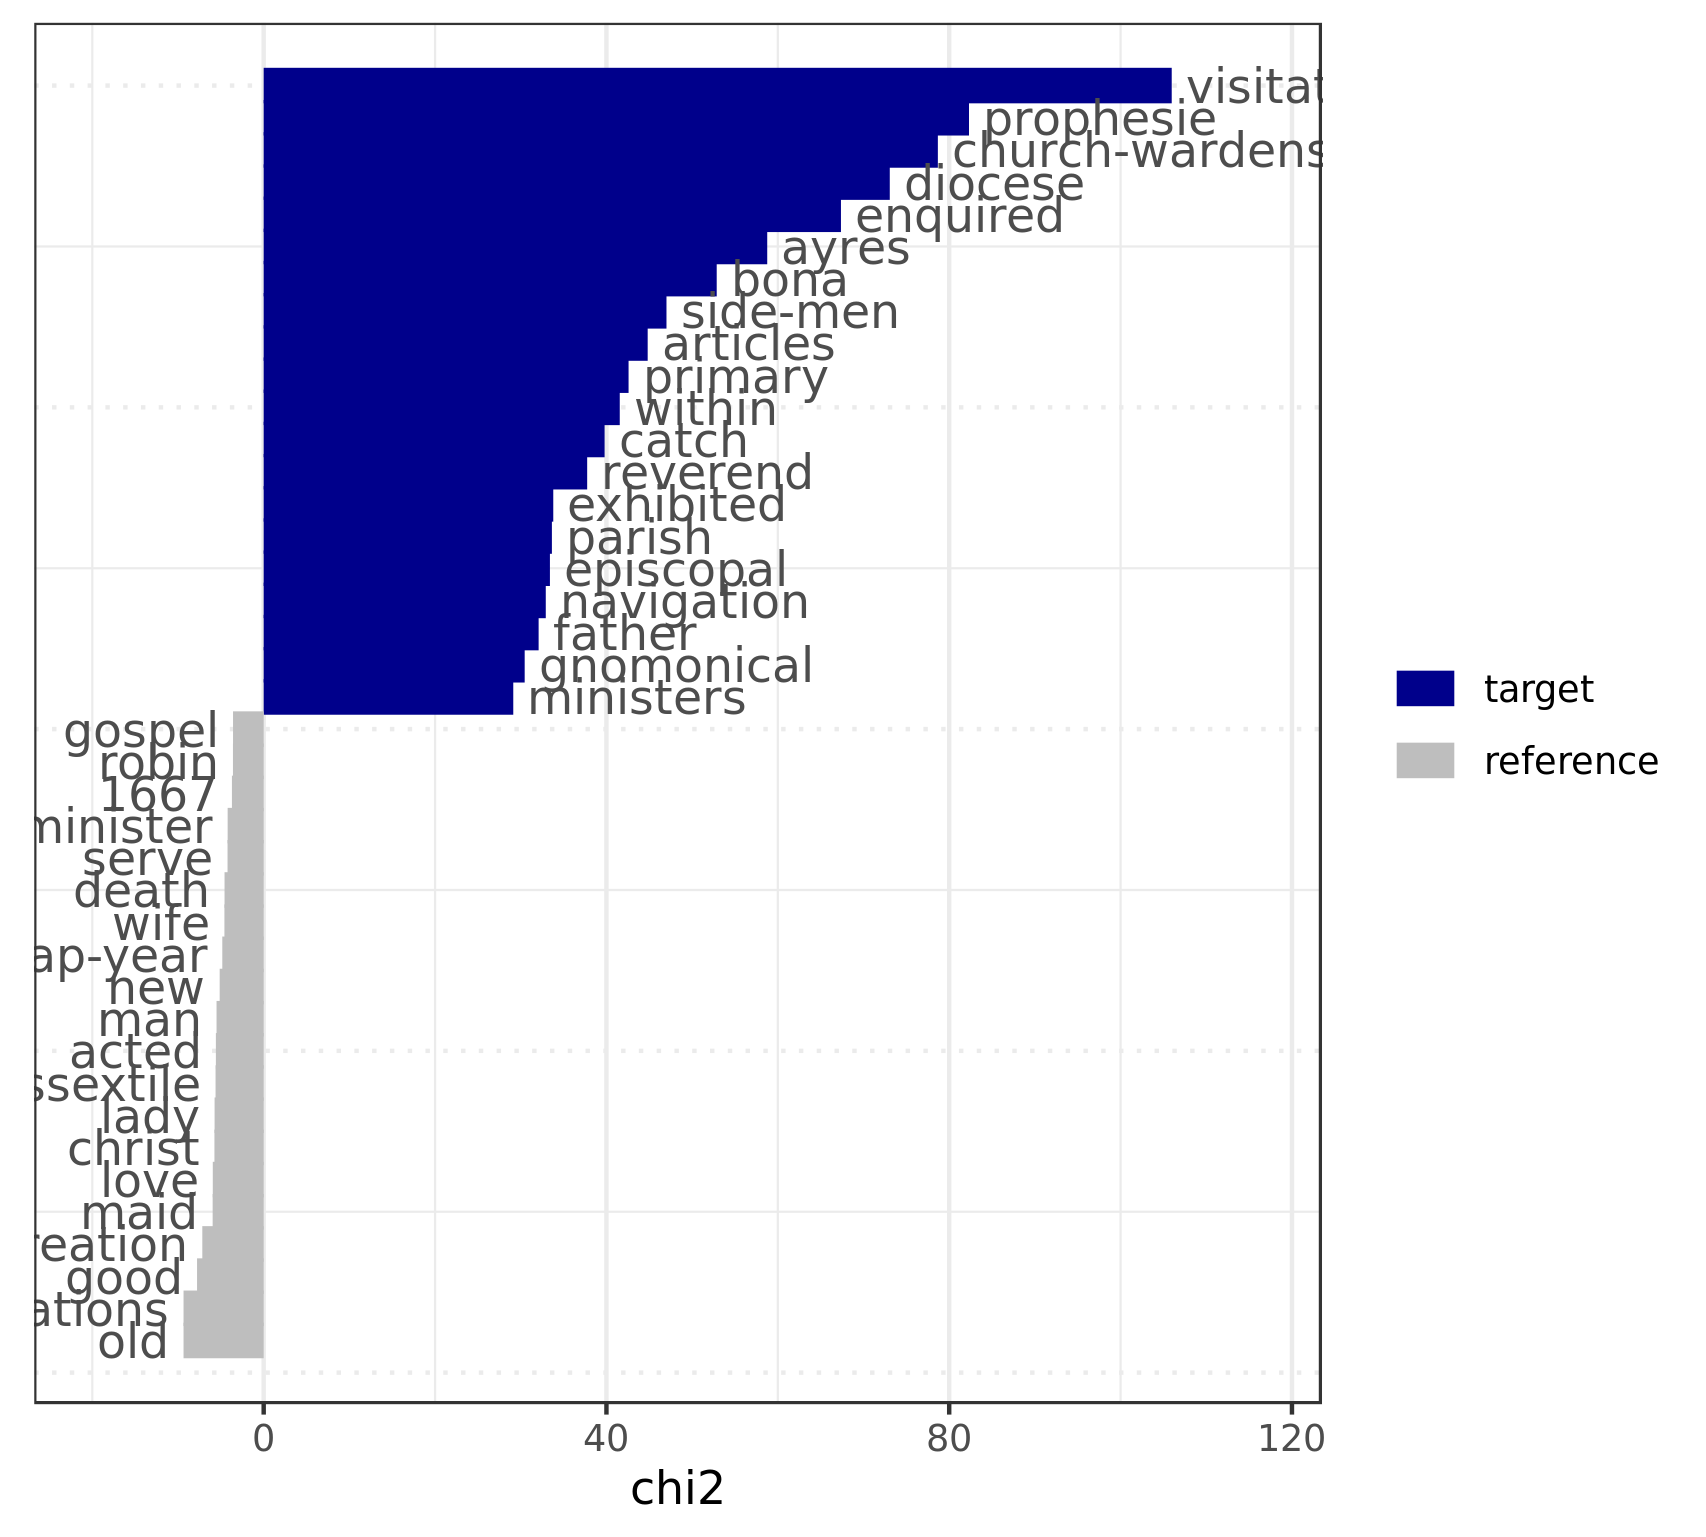 visitat
prophesie
church-wardens
diocese
enquired
ayres
bona
side-men
articles
primary
within
catch
reverend
exhibited
parish
episcopal
navigation
father
gnomonical
ministers
gospel
robin
1667
minister
serve
death
wife
ap-year
new
man
acted
ssextile
lady
christ
love
maid
reation
good
ations
old
target
reference
0 40 80 120
chi2